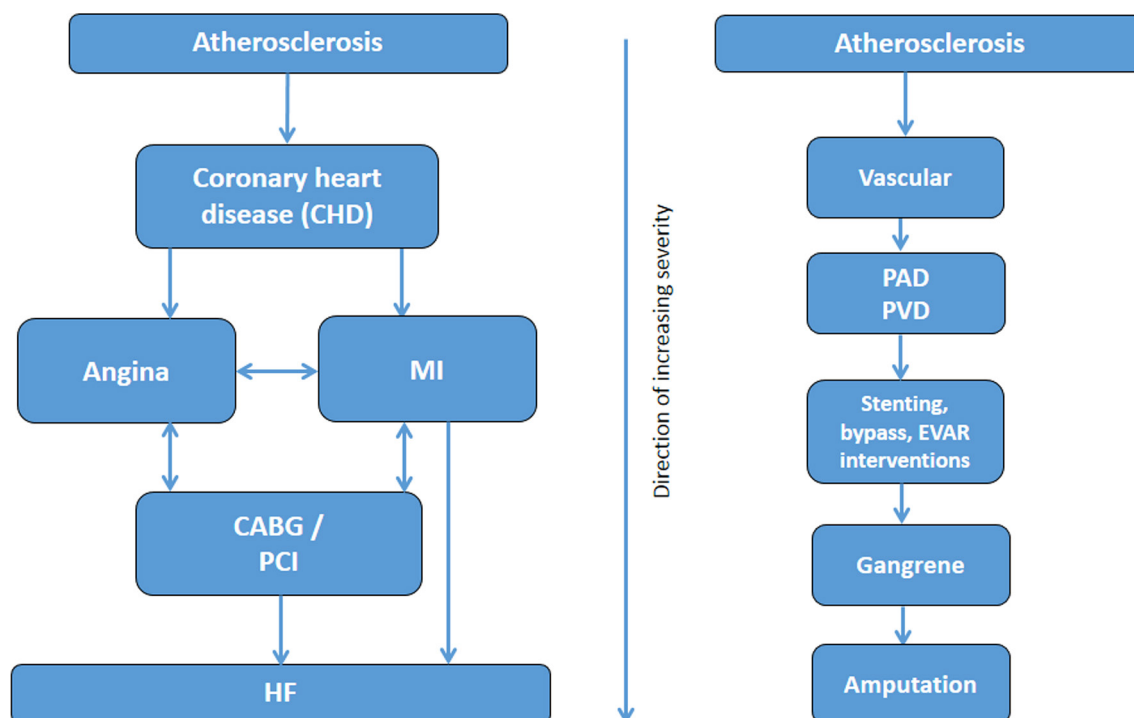 Atherosclerosis
Coronary heart
disease (CHD)
Angina
MI
CABG /
PCI
HF
Direction of increasing severity
Atherosclerosis
Vascular
PAD
PVD
Stenting,
bypass, EVAR
interventions
Gangrene
Amputation